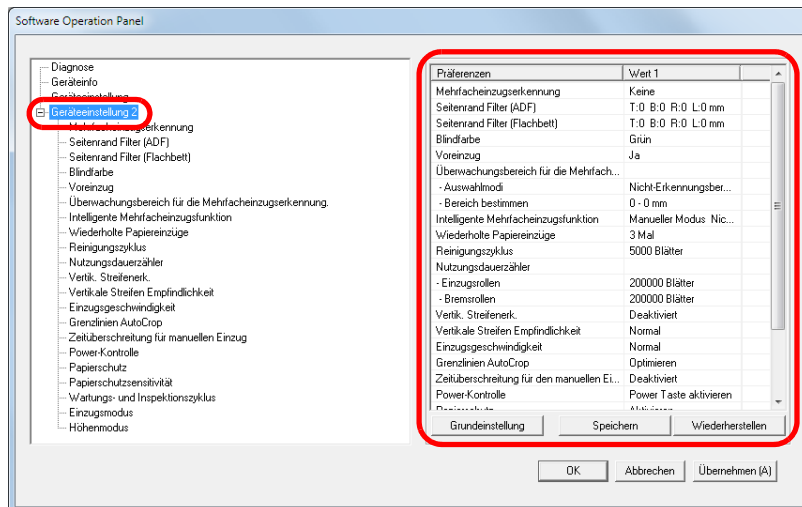 Software Operation Panel
Diagnose
Geräteinfo
Geräteeinstellung
Geräteeinstellung 2
Mehrfacheinzugserkennung
Seitenrand Filter (ADF)
Seitenrand Filter (Flachbett)
Blindfarbe
Voreinzug
Überwachungsbereich für die Mehrfacheinzugserkennung.
Intelligente Mehrfacheinzugsfunktion
Wiederholte Papiereinzüge
Reinigungszyklus
Nutzungsdauerzähler
Vertik. Streifenerk.
Vertikale Streifen Empfindlichkeit
Einzugsgeschwindigkeit
Grenzlinien AutoCrop
Zeitüberschreitung für manuellen Einzug
Power-Kontrolle
Papierschutz
Papierschutzsensitivität
Wartungs- und Inspektionszyklus
Einzugsmodus
Höhenmodus
Präferenzen Wert 1
Mehrfacheinzugserkennung Keine
Seitenrand Filter (ADF) T:0 B:0 R:0 L:0 mm
Seitenrand Filter (Flachbett) T:0 B:0 R:0 L:0 mm
Blindfarbe Grün
Voreinzug Ja
Überwachungsbereich für die Mehrfach...
- Auswahlmodi Nicht-Erkennungsber...
- Bereich bestimmen 0 - 0 mm
Intelligente Mehrfacheinzugsfunktion Manueller Modus Nic...
Wiederholte Papiereinzüge 3 Mal
Reinigungszyklus 5000 Blätter
Nutzungsdauerzähler
- Einzugsrollen 200000 Blätter
- Bremsrollen 200000 Blätter
Vertik. Streifenerk. Deaktiviert
Vertikale Streifen Empfindlichkeit Normal
Einzugsgeschwindigkeit Normal
Grenzlinien AutoCrop Optimieren
Zeitüberschreitung für den manuellen Ei... Deaktiviert
Power-Kontrolle Power Taste aktivieren
Papierschutz Aktivieren
Grundeinstellung Speichern Wiederherstellen
OK Abbrechen Übernehmen (A)